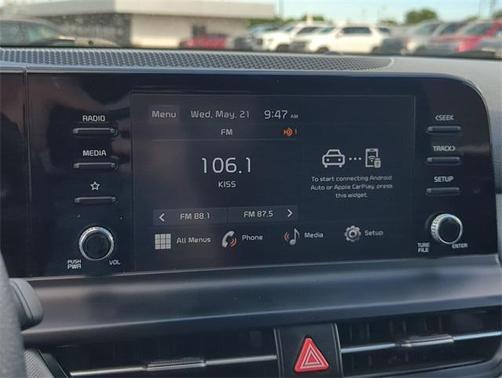 RADIO
MEDIA
☆
PUSH PWR
VOL
Menu Wed, May. 21 9:47 AM
FM
106.1
KISS
To start connecting Android
Auto or Apple CarPlay, press
this widget.
FM 88.1 FM 87.5
All Menus Phone Media Setup
<SEEK
TRACK>
SETUP
TUNE FILE
ENTER